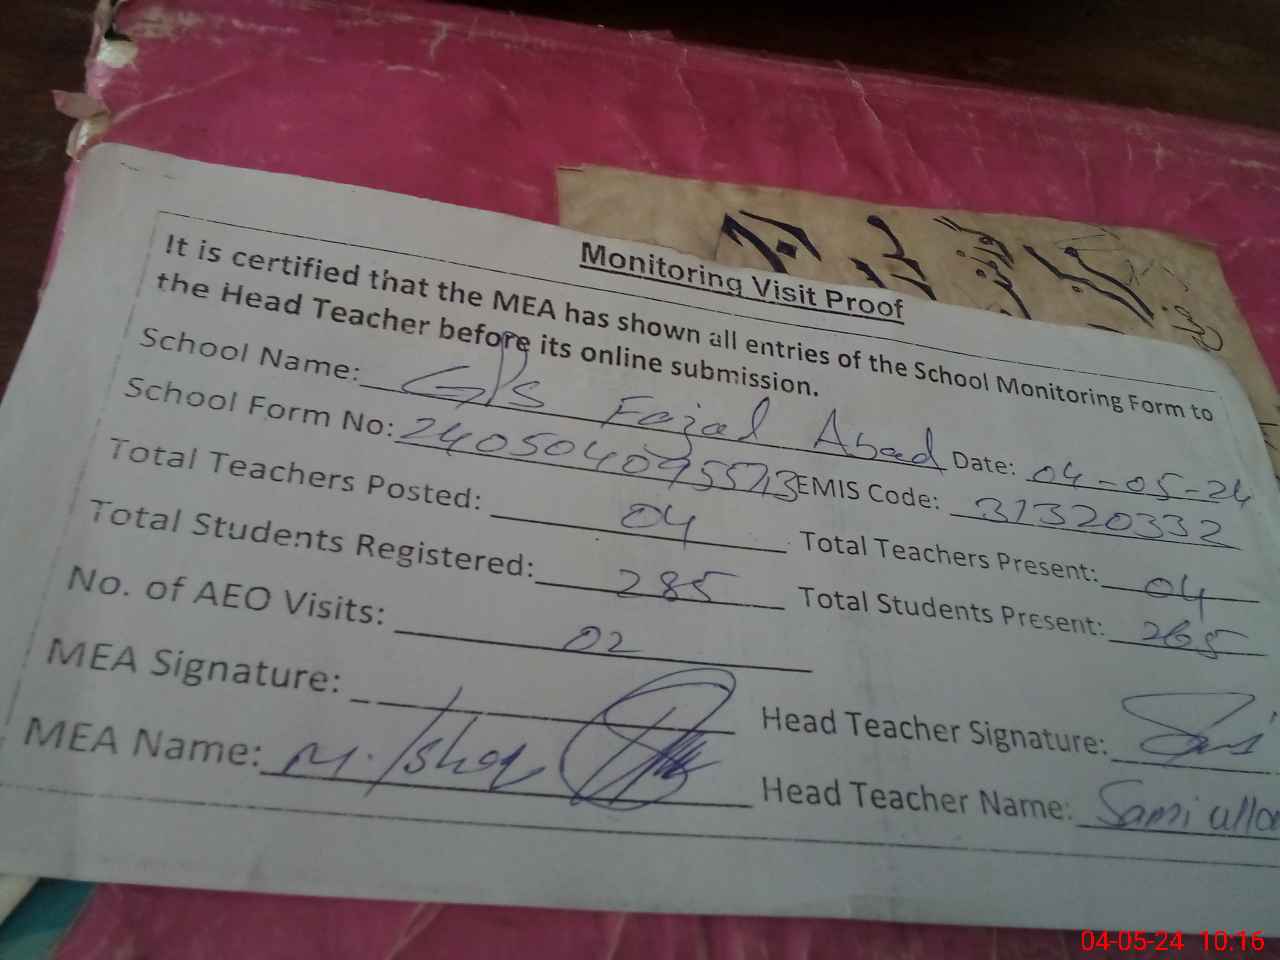 Monitoring Visit Proof
It is certified that the MEA has shown all entries of the School Monitoring Form to
the Head Teacher before its online submission.
School Name: GPS Fazal Abad Date: 04-05-24
School Form No: EMIS Code: 31320332
Total Teachers Posted: 04 Total Teachers Present: 04
Total Students Registered: 285 Total Students Present: 265
No. of AEO Visits: 02
MEA Signature: Head Teacher Signature:
MEA Name: M. Head Teacher Name: Sami
04-05-24 10:16